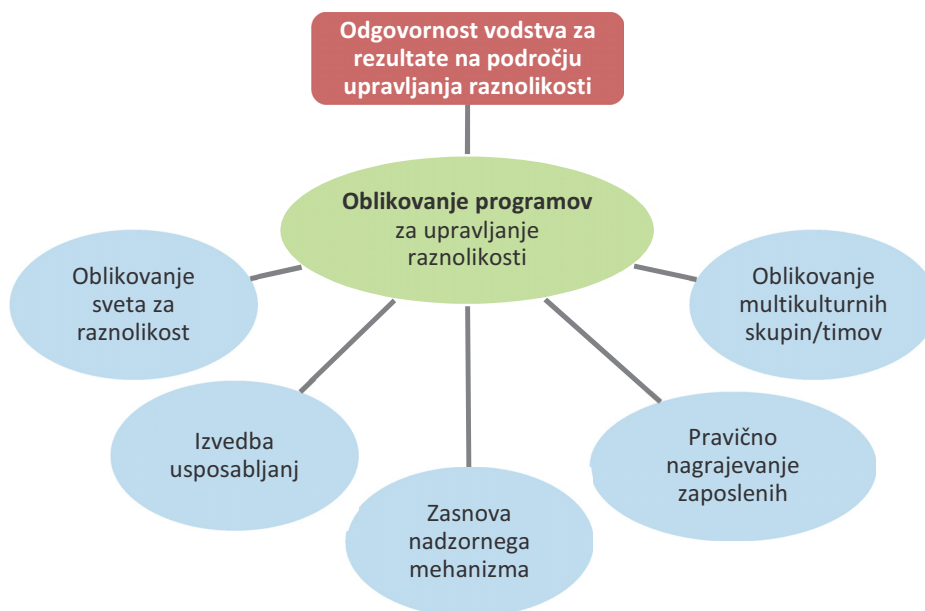 Odgovornost vodstva za
rezultate na področju
upravljanja raznolikosti
Oblikovanje programov
za upravljanje
raznolikosti
Oblikovanje
sveta za
raznolikost
Oblikovanje
multikulturnih
skupin/timov
Izvedba
usposabljanj
Pravično
nagrajevanje
zaposlenih
Zasnova
nadzornega
mehanizma